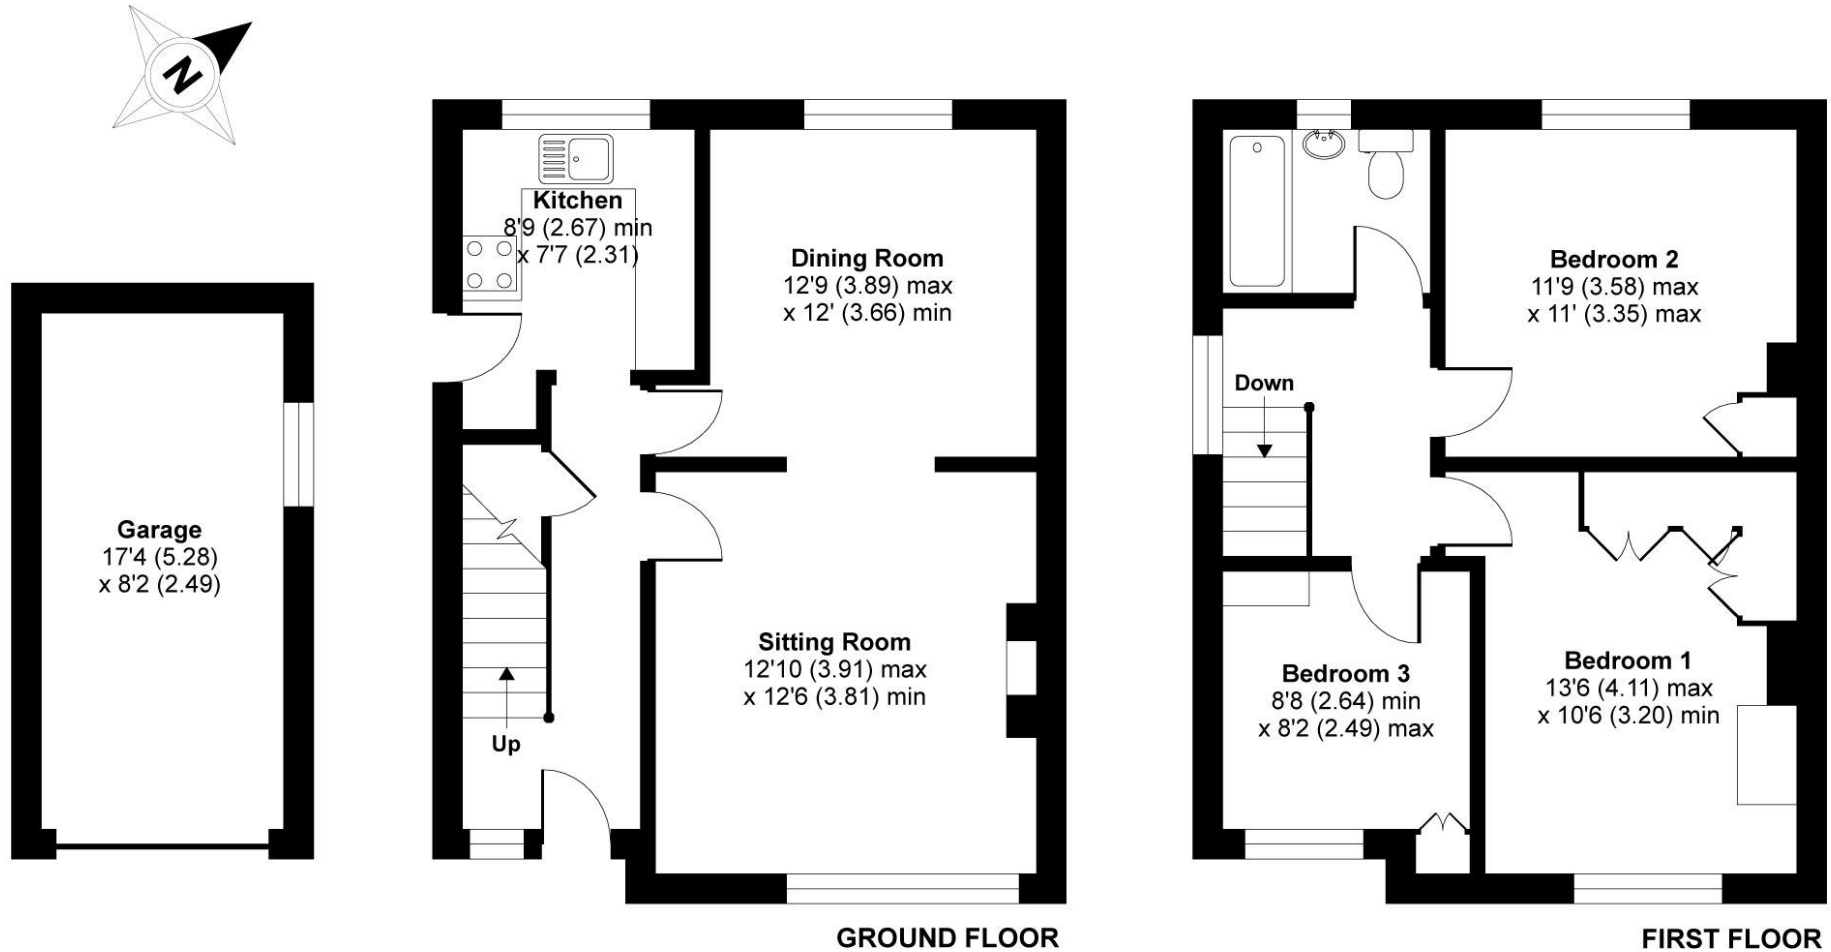 N
Kitchen
8'9 (2.67) min
x 7'7 (2.31)
Dining Room
12'9 (3.89) max
x 12' (3.66) min
Bedroom 2
11'9 (3.58) max
x 11' (3.35) max
Down
Garage
17'4 (5.28)
x 8'2 (2.49)
Sitting Room
12'10 (3.91) max
x 12'6 (3.81) min
Up
Bedroom 3
8'8 (2.64) min
x 8'2 (2.49) max
Bedroom 1
13'6 (4.11) max
x 10'6 (3.20) min
GROUND FLOOR
FIRST FLOOR